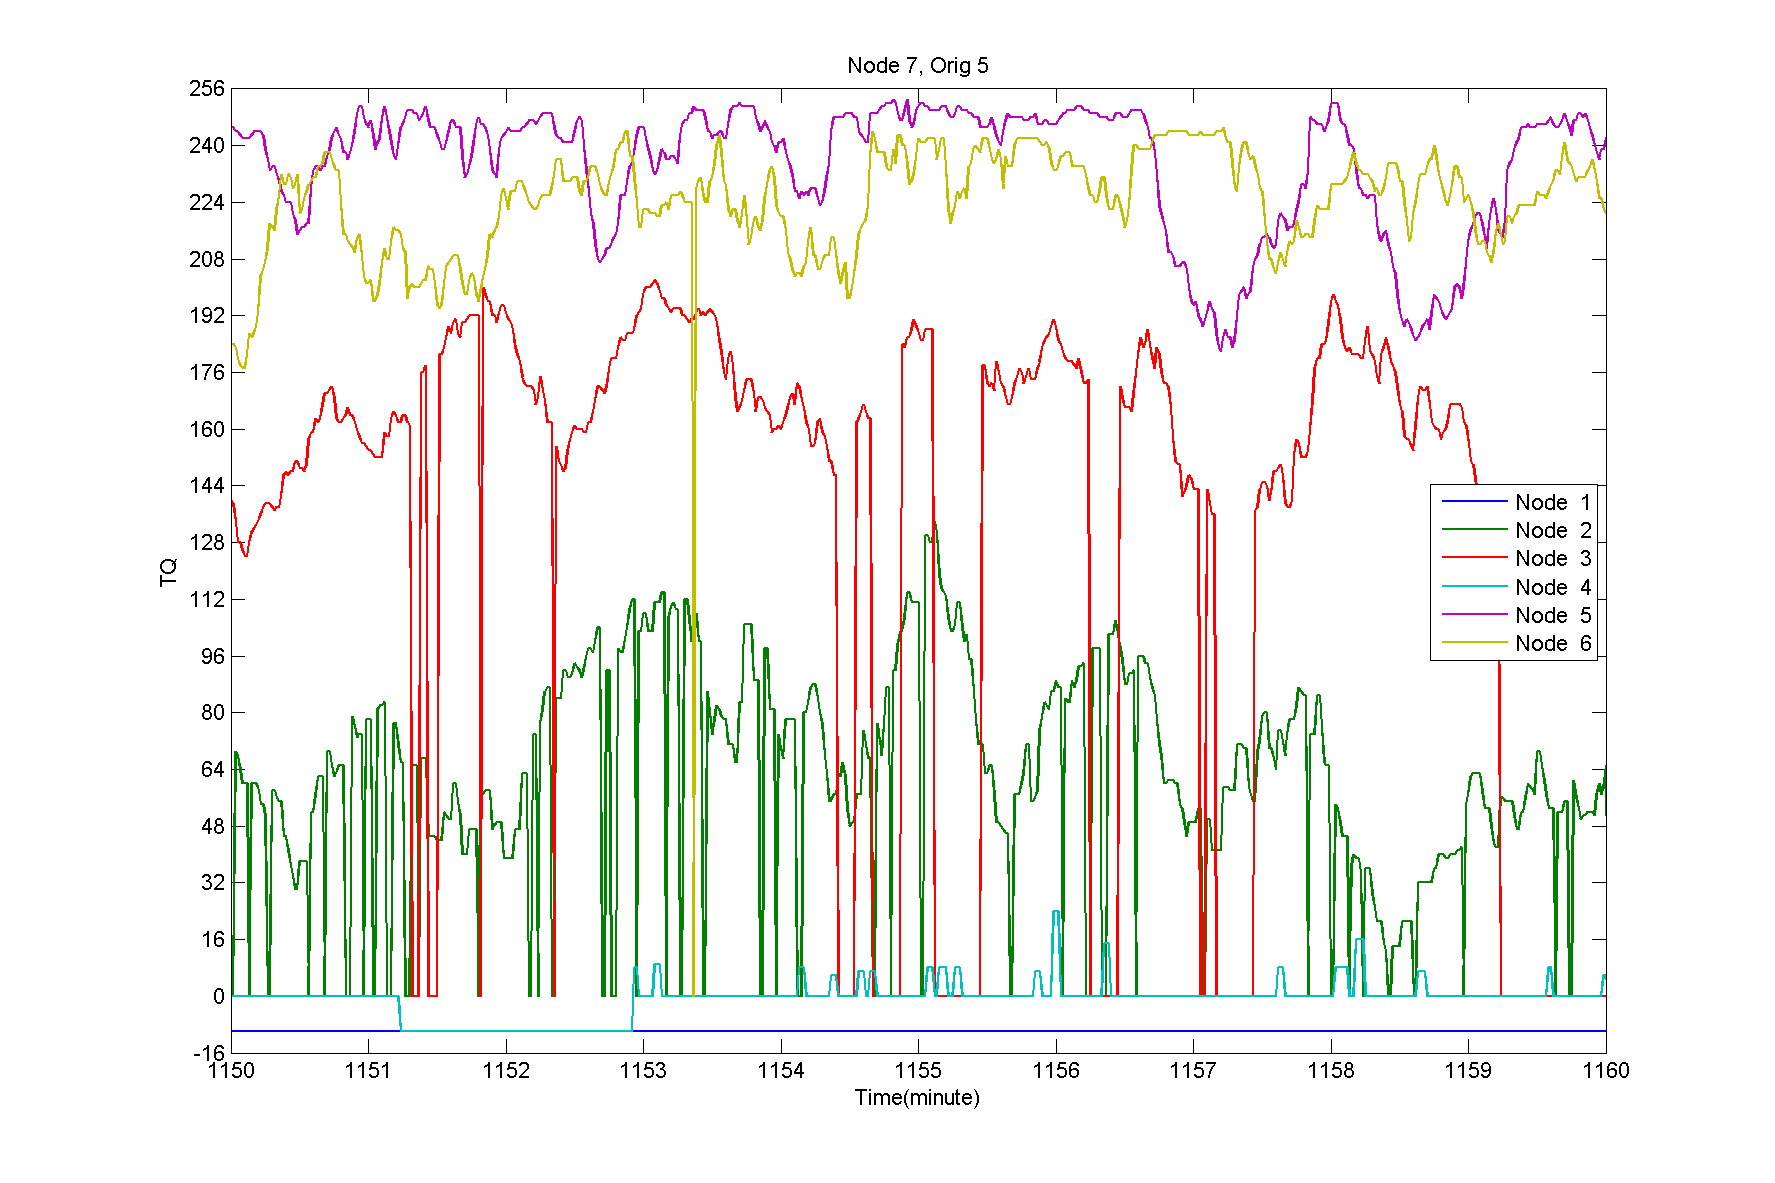 Node 7, Orig 5
256
240
224
208
192
176
160
144
128
112
96
80
64
48
32
16
0
-16
TQ
Node 1
Node 2
Node 3
Node 4
Node 5
Node 6
1150 1151 1152 1153 1154 1155 1156 1157 1158 1159 1160
Time(minute)